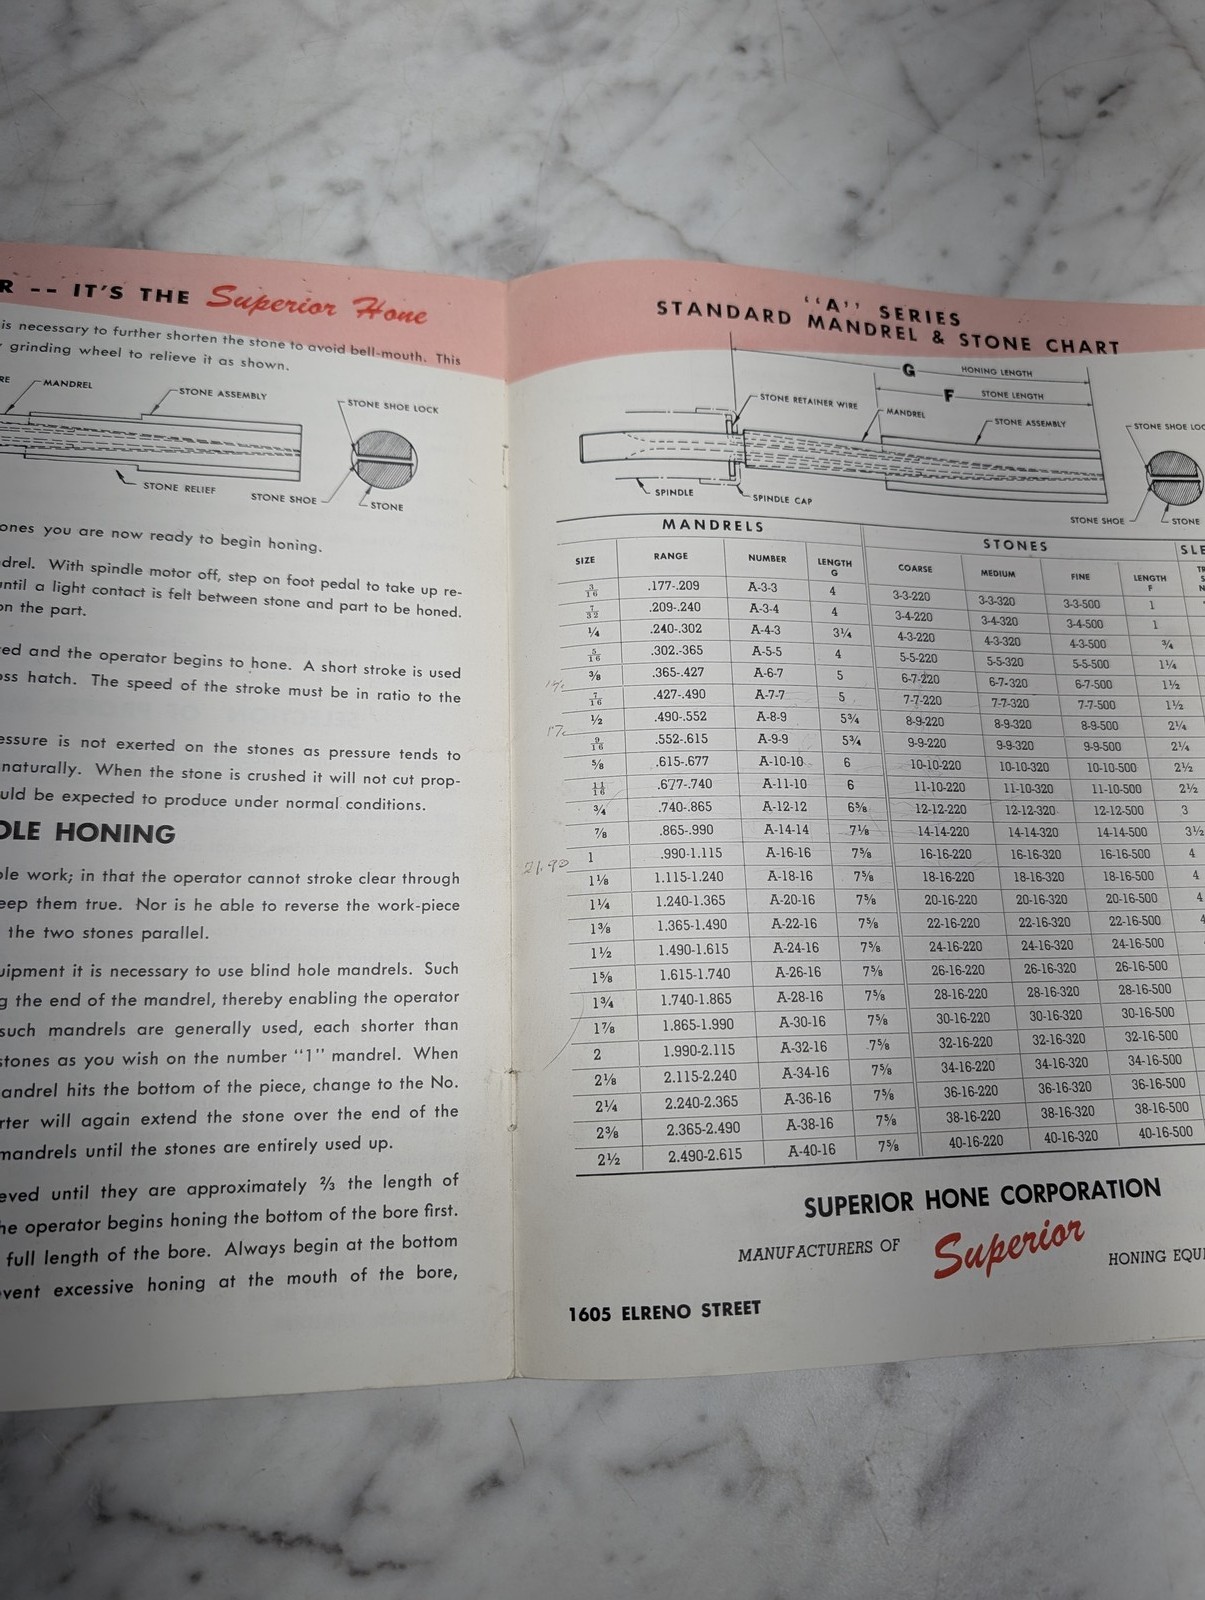 R -- IT'S THE Superior Hone
is necessary to further shorten the stone to avoid bell-mouth. This
grinding wheel to relieve it as shown.
RE MANDREL STONE ASSEMBLY STONE SHOE LOCK
STONE RELIEF STONE SHOE STONE
ones you are now ready to begin honing.
drel. With spindle motor off, step on foot pedal to take up re-
until a light contact is felt between stone and part to be honed.
on the part.
ed and the operator begins to hone. A short stroke is used
oss hatch. The speed of the stroke must be in ratio to the
essure is not exerted on the stones as pressure tends to
naturally. When the stone is crushed it will not cut prop-
uld be expected to produce under normal conditions.
OLE HONING
ole work; in that the operator cannot stroke clear through
eep them true. Nor is he able to reverse the work-piece
the two stones parallel.
uipment it is necessary to use blind hole mandrels. Such
g the end of the mandrel, thereby enabling the operator
such mandrels are generally used, each shorter than
stones as you wish on the number "1" mandrel. When
andrel hits the bottom of the piece, change to the No.
rter will again extend the stone over the end of the
mandrels until the stones are entirely used up.
eved until they are approximately ⅔ the length of
he operator begins honing the bottom of the bore first.
full length of the bore. Always begin at the bottom
vent excessive honing at the mouth of the bore,
"A" SERIES
STANDARD MANDREL & STONE CHART
G HONING LENGTH
F STONE LENGTH
STONE RETAINER WIRE MANDREL STONE ASSEMBLY STONE SHOE LOC
SPINDLE SPINDLE CAP STONE SHOE STONE
MANDRELS STONES SLE
SIZE RANGE NUMBER LENGTH G COARSE MEDIUM FINE LENGTH F
3/16 .177-.209 A-3-3 4 3-3-220 3-3-320 3-3-500 1
7/32 .209-.240 A-3-4 4 3-4-220 3-4-320 3-4-500 1
¼ .240-.302 A-4-3 3¼ 4-3-220 4-3-320 4-3-500 ¾
5/16 .302-.365 A-5-5 4 5-5-220 5-5-320 5-5-500 1¼
⅜ .365-.427 A-6-7 5 6-7-220 6-7-320 6-7-500 1½
7/16 .427-.490 A-7-7 5 7-7-220 7-7-320 7-7-500 1½
½ .490-.552 A-8-9 5¾ 8-9-220 8-9-320 8-9-500 2¼
9/16 .552-.615 A-9-9 5¾ 9-9-220 9-9-320 9-9-500 2¼
⅝ .615-.677 A-10-10 6 10-10-220 10-10-320 10-10-500 2½
11/16 .677-.740 A-11-10 6 11-10-220 11-10-320 11-10-500 2½
¾ .740-.865 A-12-12 6⅝ 12-12-220 12-12-320 12-12-500 3
⅞ .865-.990 A-14-14 7⅛ 14-14-220 14-14-320 14-14-500 3½
21.90 1 .990-1.115 A-16-16 7⅝ 16-16-220 16-16-320 16-16-500 4
1⅛ 1.115-1.240 A-18-16 7⅝ 18-16-220 18-16-320 18-16-500 4
1¼ 1.240-1.365 A-20-16 7⅝ 20-16-220 20-16-320 20-16-500 4
1⅜ 1.365-1.490 A-22-16 7⅝ 22-16-220 22-16-320 22-16-500
1½ 1.490-1.615 A-24-16 7⅝ 24-16-220 24-16-320 24-16-500
1⅝ 1.615-1.740 A-26-16 7⅝ 26-16-220 26-16-320 26-16-500
1¾ 1.740-1.865 A-28-16 7⅝ 28-16-220 28-16-320 28-16-500
1⅞ 1.865-1.990 A-30-16 7⅝ 30-16-220 30-16-320 30-16-500
2 1.990-2.115 A-32-16 7⅝ 32-16-220 32-16-320 32-16-500
2⅛ 2.115-2.240 A-34-16 7⅝ 34-16-220 34-16-320 34-16-500
2¼ 2.240-2.365 A-36-16 7⅝ 36-16-220 36-16-320 36-16-500
2⅜ 2.365-2.490 A-38-16 7⅝ 38-16-220 38-16-320 38-16-500
2½ 2.490-2.615 A-40-16 7⅝ 40-16-220 40-16-320 40-16-500
SUPERIOR HONE CORPORATION
MANUFACTURERS OF Superior HONING EQUI
1605 ELRENO STREET